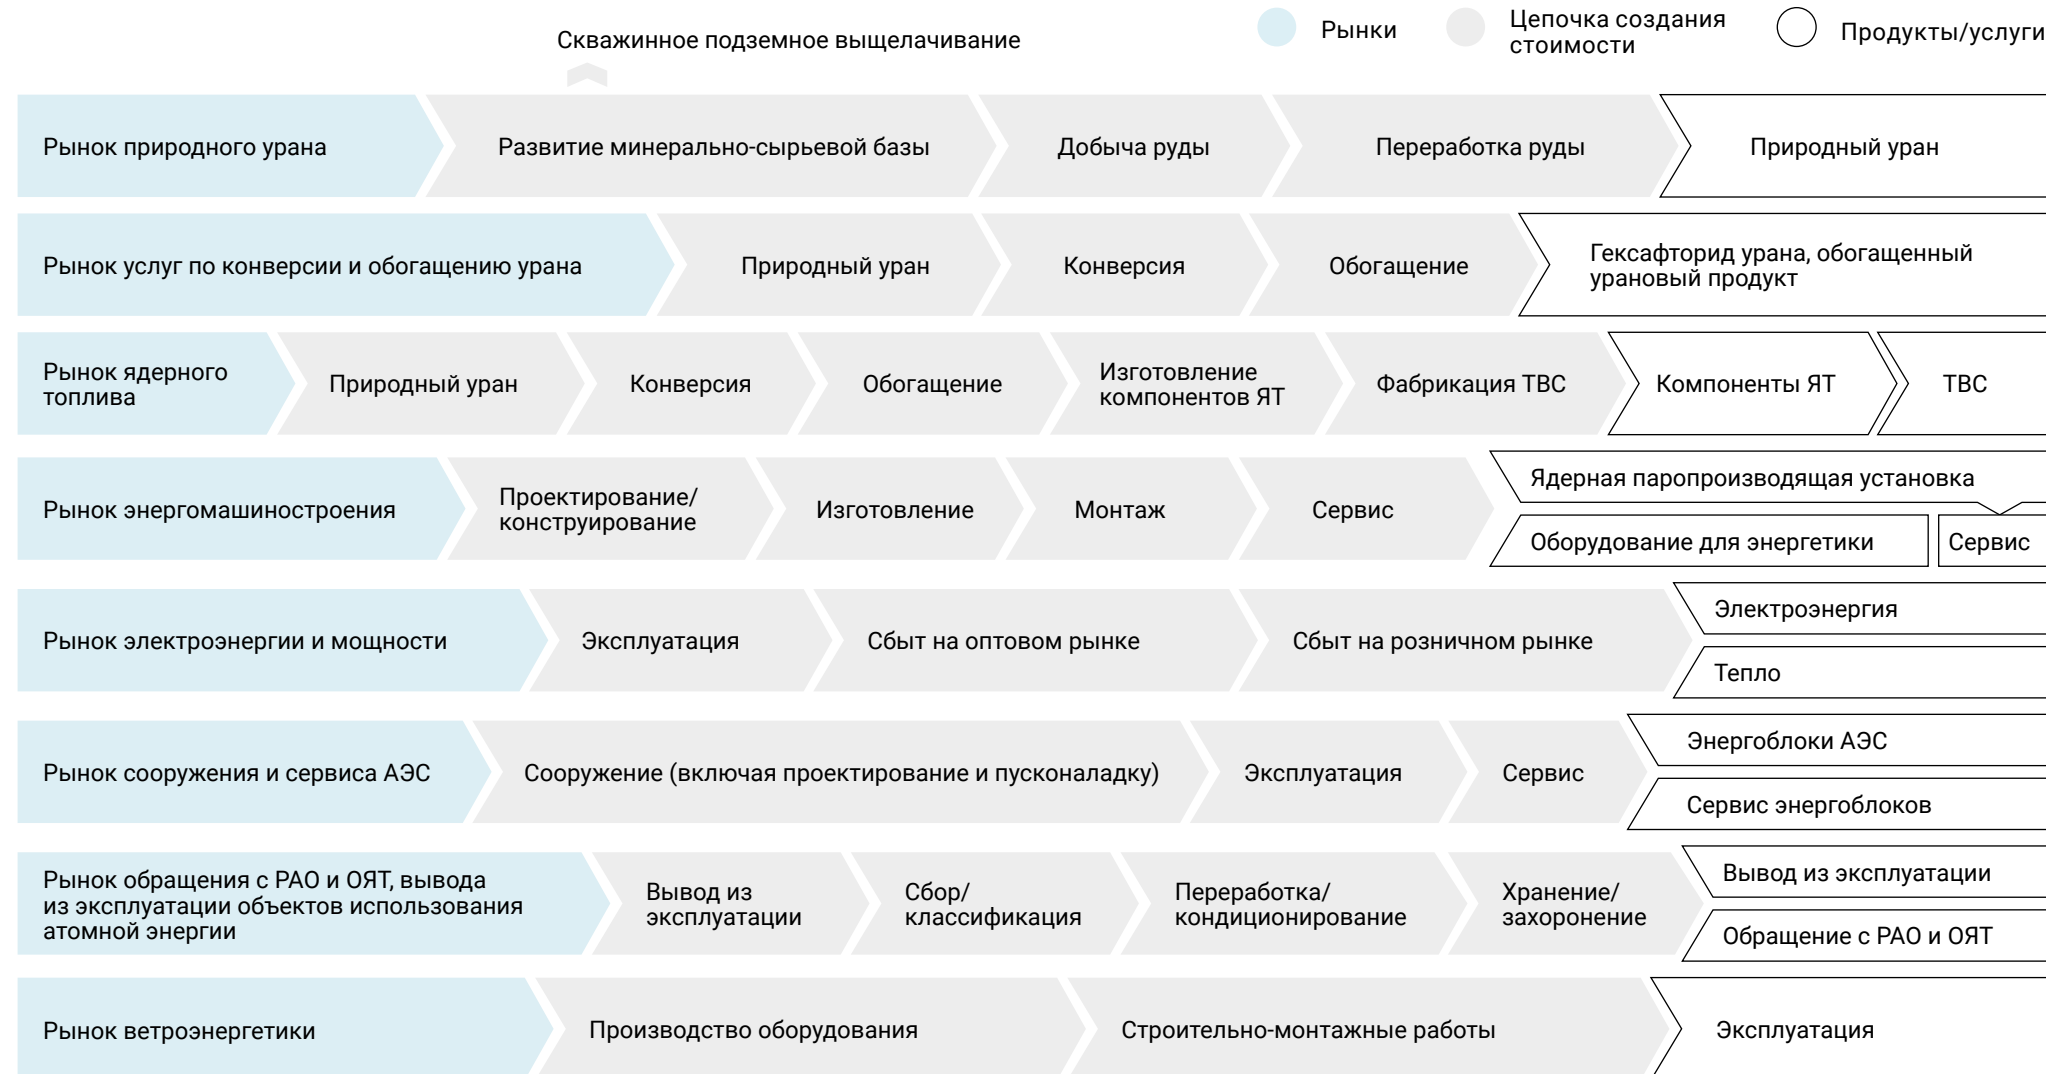 Скважинное подземное выщелачивание
Рынки
Цепочка создания
стоимости
Продукты/услуги
Рынок природного урана
Развитие минерально-сырьевой базы
Добыча руды
Переработка руды
Природный уран
Рынок услуг по конверсии и обогащению урана
Природный уран
Конверсия
Обогащение
Гексафторид урана, обогащенный
урановый продукт
Рынок ядерного
топлива
Природный уран
Конверсия
Обогащение
Изготовление
компонентов ЯТ
Фабрикация ТВС
Компоненты ЯТ
ТВС
Рынок энергомашиностроения
Проектирование/
конструирование
Изготовление
Монтаж
Сервис
Ядерная паропроизводящая установка
Оборудование для энергетики
Сервис
Рынок электроэнергии и мощности
Эксплуатация
Сбыт на оптовом рынке
Сбыт на розничном рынке
Электроэнергия
Тепло
Рынок сооружения и сервиса АЭС
Сооружение (включая проектирование и пусконаладку)
Эксплуатация
Сервис
Энергоблоки АЭС
Сервис энергоблоков
Рынок обращения с РАО и ОЯТ, вывода
из эксплуатации объектов использования
атомной энергии
Вывод из
эксплуатации
Сбор/
классификация
Переработка/
кондиционирование
Хранение/
захоронение
Вывод из эксплуатации
Обращение с РАО и ОЯТ
Рынок ветроэнергетики
Производство оборудования
Строительно-монтажные работы
Эксплуатация